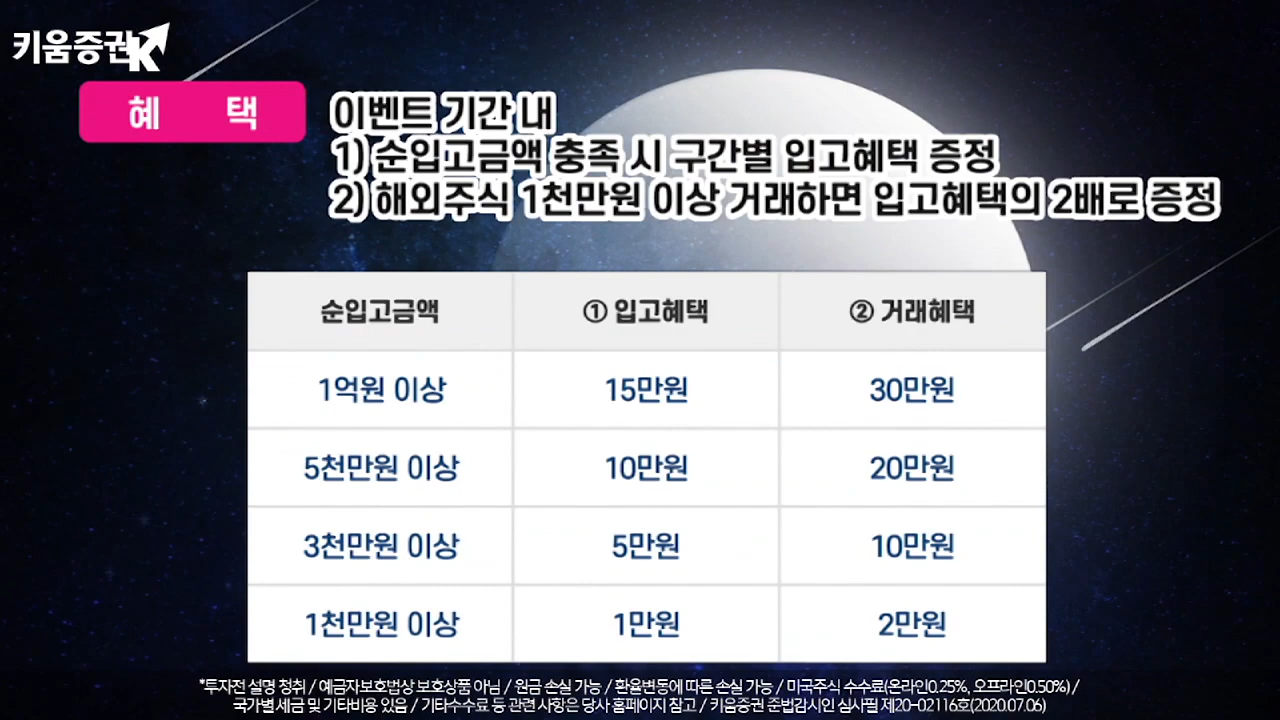 키움증권K
혜 택
이벤트 기간 내
1) 순입고금액 충족 시 구간별 입고혜택 증정
2) 해외주식 1천만원 이상 거래하면 입고혜택의 2배로 증정
순입고금액 ① 입고혜택 ② 거래혜택
1억원 이상 15만원 30만원
5천만원 이상 10만원 20만원
3천만원 이상 5만원 10만원
1천만원 이상 1만원 2만원
*투자전 설명 청취 / 예금자보호법상 보호상품 아님 / 원금 손실 가능 / 환율변동에 따른 손실 가능 / 미국주식 수수료(온라인0.25%, 오프라인0.50%) /
국가별 세금 및 기타비용 있음 / 기타수수료 등 관련 사항은 당사 홈페이지 참고 / 키움증권 준법감시인 심사필 제20-02116호(2020.07.06)